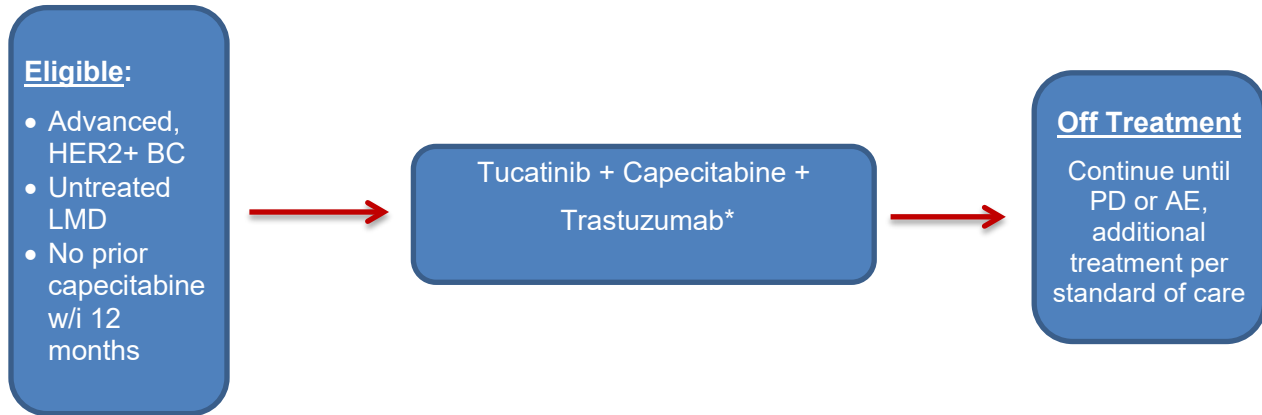 Eligible:
• Advanced,
HER2+ BC
• Untreated
LMD
• No prior
capecitabine
w/i 12
months
Tucatinib + Capecitabine +
Trastuzumab*
Off Treatment
Continue until
PD or AE,
additional
treatment per
standard of care